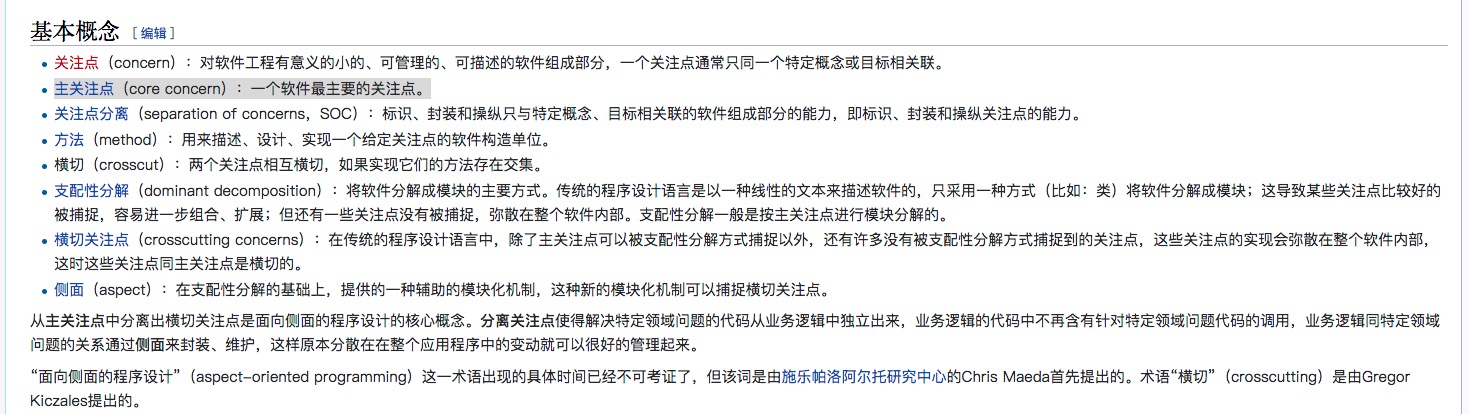 基本概念 [编辑]
关注点（concern）：对软件工程有意义的小的、可管理的、可描述的软件组成部分，一个关注点通常只同一个特定概念或目标相关联。
主关注点（core concern）：一个软件最主要的关注点。
关注点分离（separation of concerns，SOC）：标识、封装和操纵只与特定概念、目标相关联的软件组成部分的能力，即标识、封装和操纵关注点的能力。
方法（method）：用来描述、设计、实现一个给定关注点的软件构造单位。
横切（crosscut）：两个关注点相互横切，如果实现它们的方法存在交集。
支配性分解（dominant decomposition）：将软件分解成模块的主要方式。传统的程序设计语言是以一种线性的文本来描述软件的，只采用一种方式（比如：类）将软件分解成模块；这导致某些关注点比较好的
被捕捉，容易进一步组合、扩展；但还有一些关注点没有被捕捉，弥散在整个软件内部。支配性分解一般是按主关注点进行模块分解的。
横切关注点（crosscutting concerns）：在传统的程序设计语言中，除了主关注点可以被支配性分解方式捕捉以外，还有许多没有被支配性分解方式捕捉到的关注点，这些关注点的实现会弥散在整个软件内部，
这时这些关注点同主关注点是横切的。
侧面（aspect）：在支配性分解的基础上，提供的一种辅助的模块化机制，这种新的模块化机制可以捕捉横切关注点。
从主关注点中分离出横切关注点是面向侧面的程序设计的核心概念。分离关注点使得解决特定领域问题的代码从业务逻辑中独立出来，业务逻辑的代码中不再含有针对特定领域问题代码的调用，业务逻辑同特定领域
问题的关系通过侧面来封装、维护，这样原本分散在在整个应用程序中的变动就可以很好的管理起来。
“面向侧面的程序设计”（aspect-oriented programming）这一术语出现的具体时间已经不可考证了，但该词是由施乐帕洛阿尔托研究中心的Chris Maeda首先提出的。术语“横切”（crosscutting）是由Gregor
Kiczales提出的。